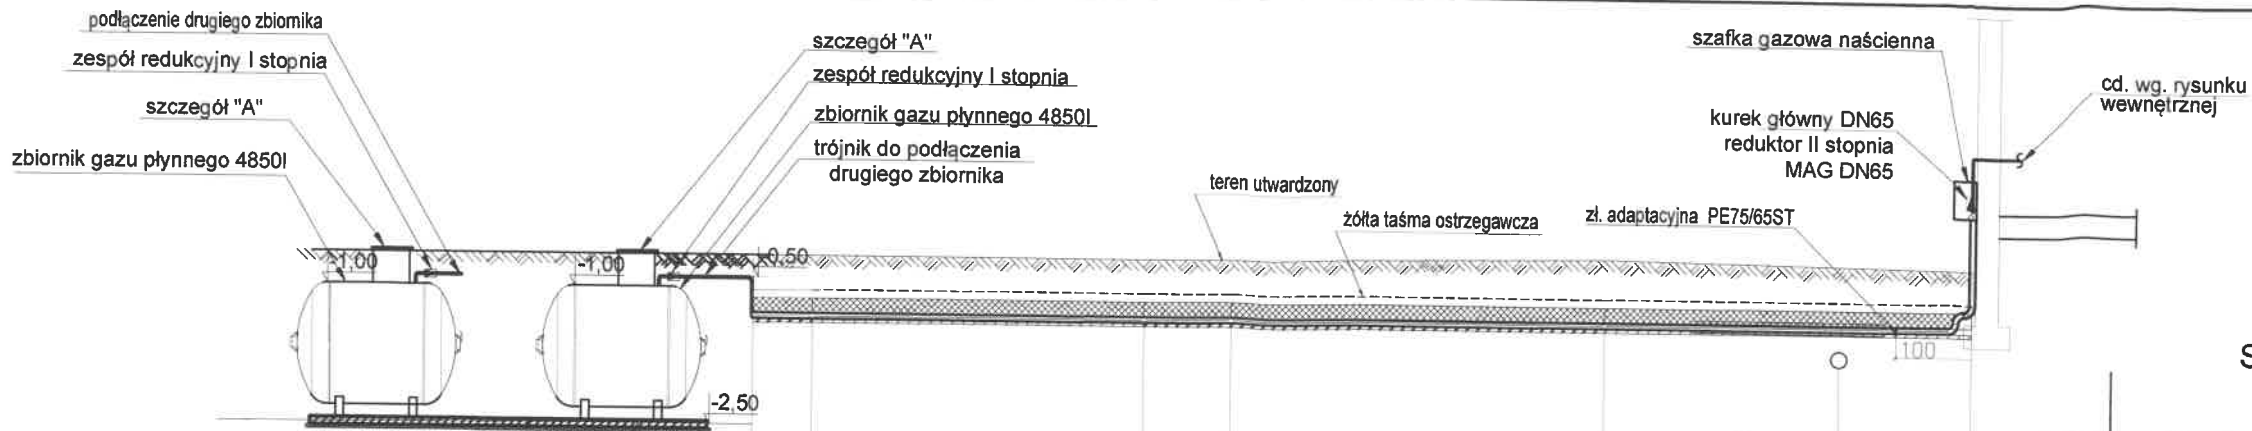 podłączenie drugiego zbiornika
zespół redukcyjny I stopnia
szczegół "A"
zbiornik gazu płynnego 4850l
szczegół "A"
zespół redukcyjny I stopnia
zbiornik gazu płynnego 4850l
trójnik do podłączenia
drugiego zbiornika
teren utwardzony
żółta taśma ostrzegawcza
zł. adaptacyjna PE75/65ST
szafka gazowa naścienna
kurek główny DN65
reduktor II stopnia
MAG DN65
cd. wg. rysunku
wewnętrznej
-1,00
-1,00
-0,50
-2,50
100
S